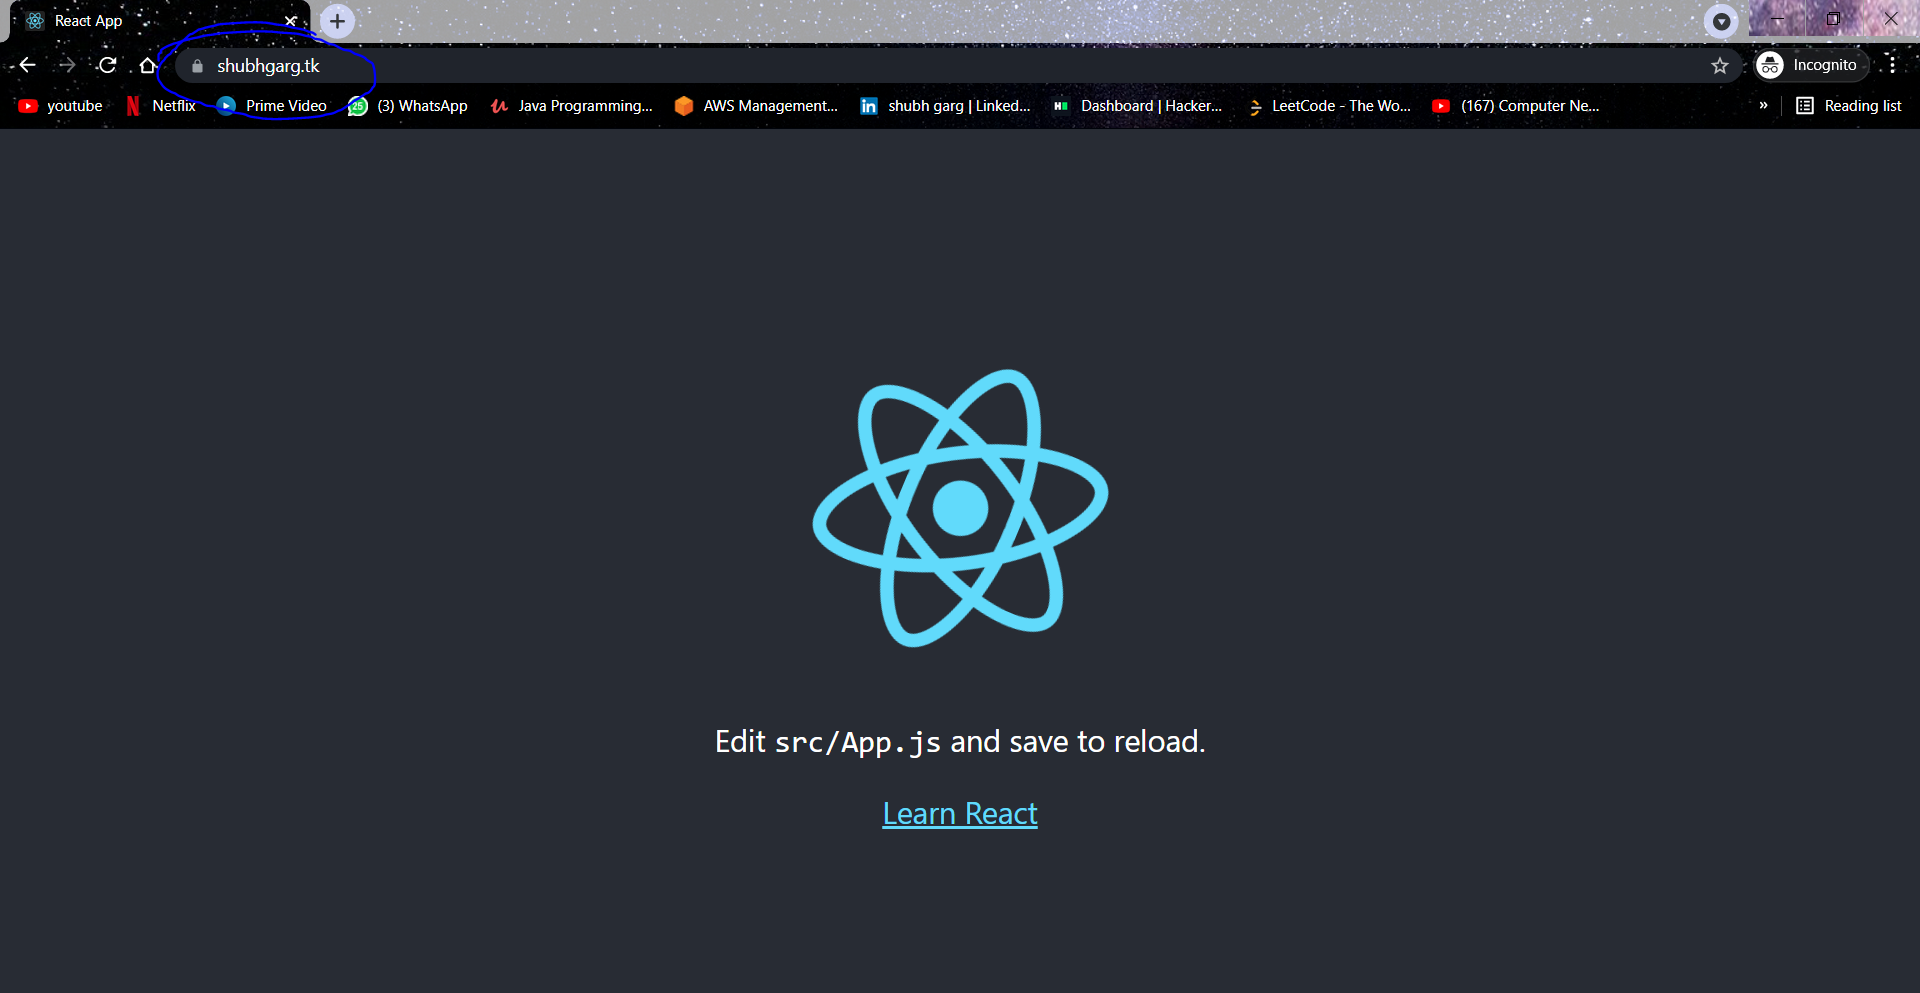 React App
shubhgarg.tk
Incognito
youtube
Netflix
Prime Video
25
(3) WhatsApp
Java Programming...
AWS Management...
in
shubh garg | Linked...
Dashboard | Hacker...
LeetCode - The Wo...
(167) Computer Ne...
»
Reading list
Edit src/App.js and save to reload.
Learn React